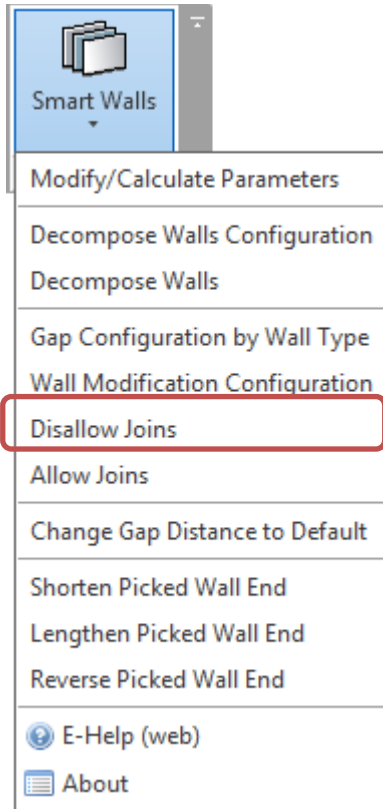 Smart Walls
Modify/Calculate Parameters
Decompose Walls Configuration
Decompose Walls
Gap Configuration by Wall Type
Wall Modification Configuration
Disallow Joins
Allow Joins
Change Gap Distance to Default
Shorten Picked Wall End
Lengthen Picked Wall End
Reverse Picked Wall End
E-Help (web)
About